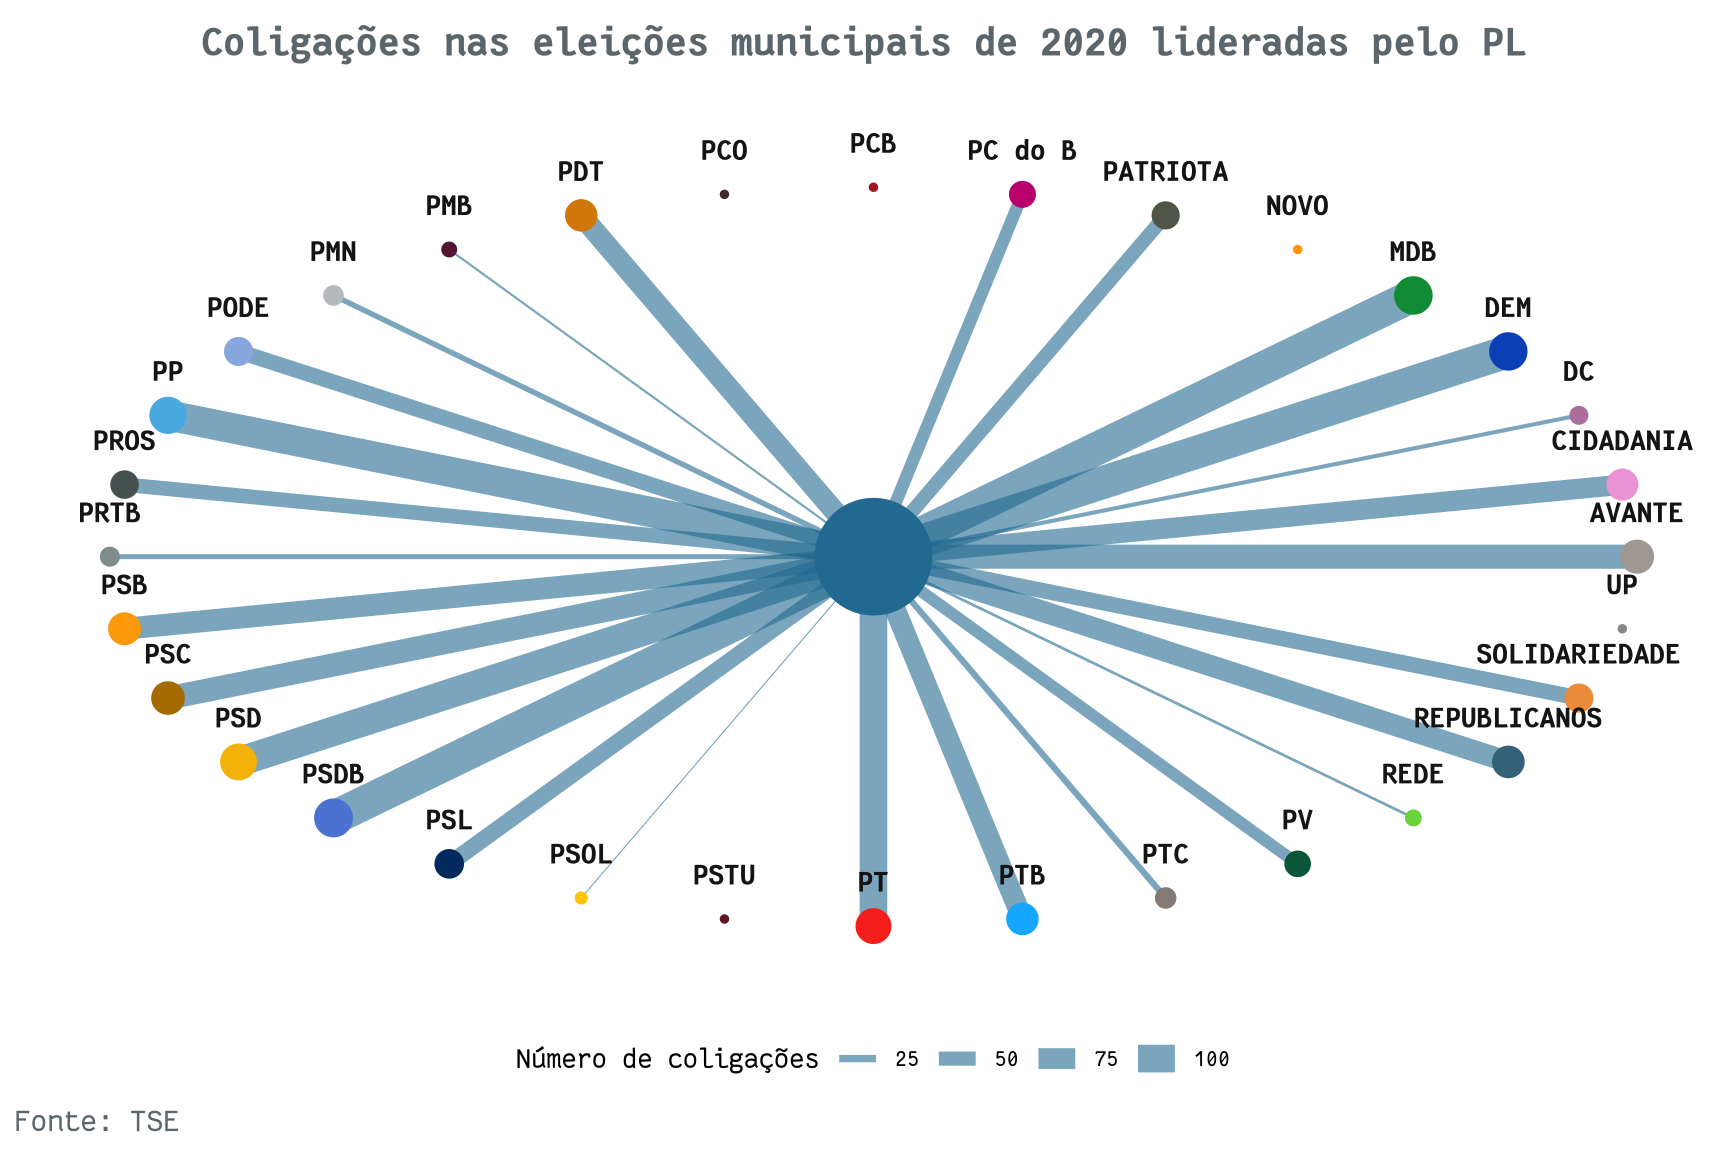 Coligações nas eleições municipais de 2020 lideradas pelo PL
PCB
PCO
PC do B
PDT
PATRIOTA
PMB
NOVO
PMN
MDB
PODE
DEM
PP
DC
PROS
CIDADANIA
PRTB
AVANTE
PSB
UP
PSC
SOLIDARIEDADE
PSD
REPUBLICANOS
PSDB
REDE
PSL
PV
PSOL
PTC
PSTU
PTB
PT
Número de coligações 25 50 75 100
Fonte: TSE